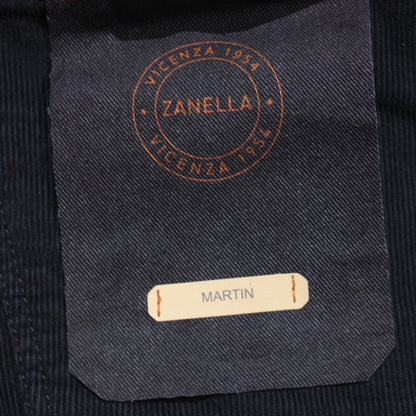 VICENZA 1954
• ZANELLA •
VICENZA 1954
MARTIN